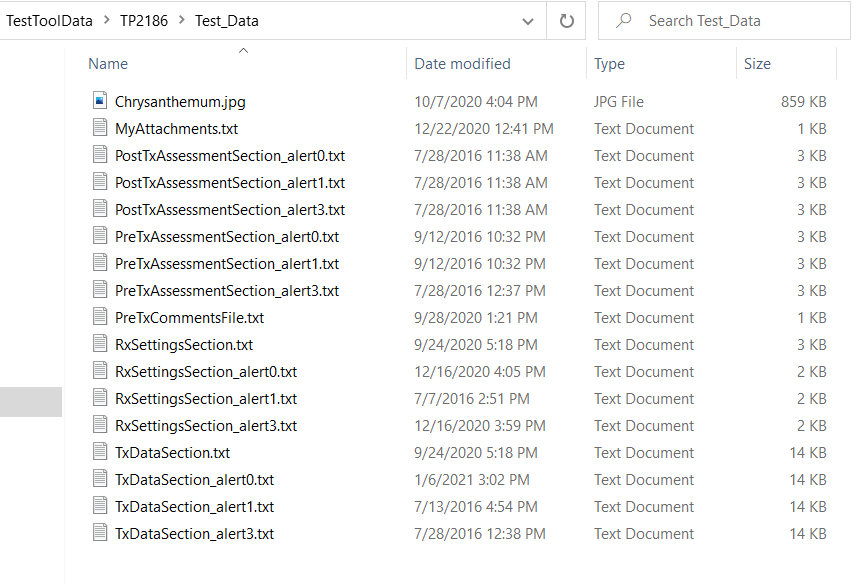 TestToolData > TP2186 > Test_Data Search Test_Data
Name Date modified Type Size
Chrysanthemum.jpg 10/7/2020 4:04 PM JPG File 859 KB
MyAttachments.txt 12/22/2020 12:41 PM Text Document 1 KB
PostTxAssessmentSection_alert0.txt 7/28/2016 11:38 AM Text Document 3 KB
PostTxAssessmentSection_alert1.txt 7/28/2016 11:38 AM Text Document 3 KB
PostTxAssessmentSection_alert3.txt 7/28/2016 11:38 AM Text Document 3 KB
PreTxAssessmentSection_alert0.txt 9/12/2016 10:32 PM Text Document 3 KB
PreTxAssessmentSection_alert1.txt 9/12/2016 10:32 PM Text Document 3 KB
PreTxAssessmentSection_alert3.txt 7/28/2016 12:37 PM Text Document 3 KB
PreTxCommentsFile.txt 9/28/2020 1:21 PM Text Document 1 KB
RxSettingsSection.txt 9/24/2020 5:18 PM Text Document 3 KB
RxSettingsSection_alert0.txt 12/16/2020 4:05 PM Text Document 2 KB
RxSettingsSection_alert1.txt 7/7/2016 2:51 PM Text Document 2 KB
RxSettingsSection_alert3.txt 12/16/2020 3:59 PM Text Document 2 KB
TxDataSection.txt 9/24/2020 5:18 PM Text Document 14 KB
TxDataSection_alert0.txt 1/6/2021 3:02 PM Text Document 14 KB
TxDataSection_alert1.txt 7/13/2016 4:54 PM Text Document 14 KB
TxDataSection_alert3.txt 7/28/2016 12:38 PM Text Document 14 KB